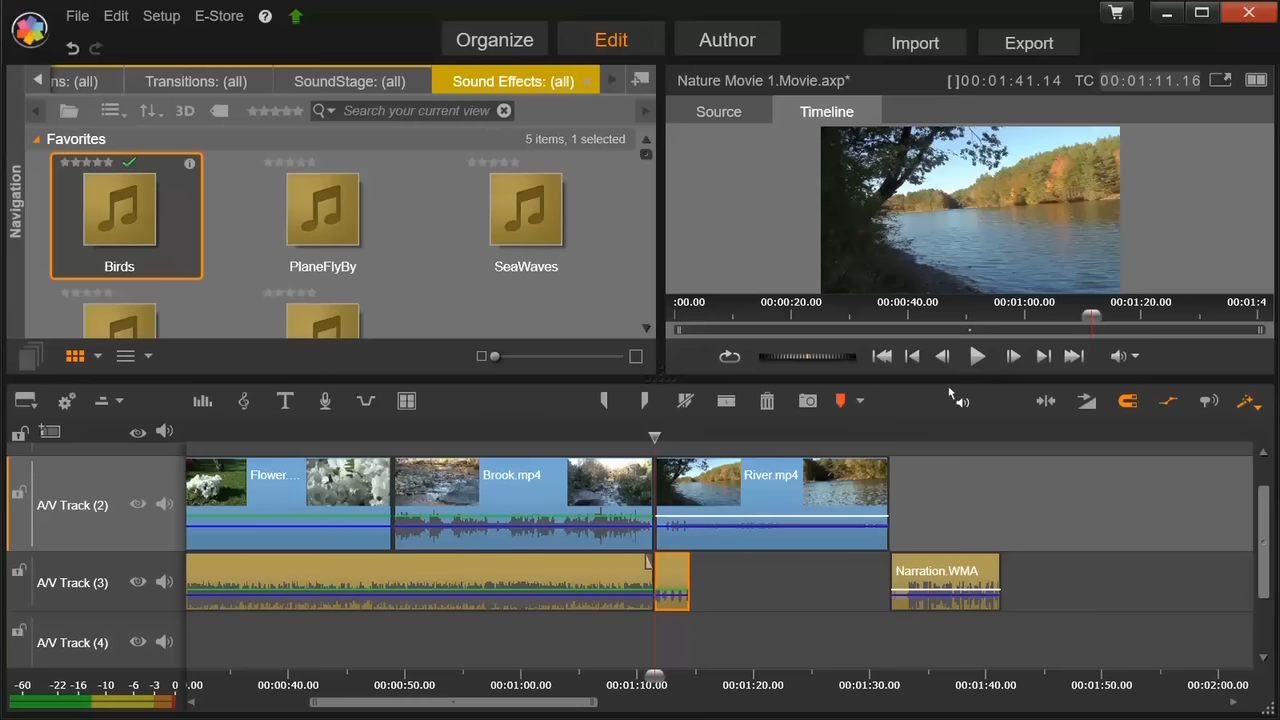 File Edit Setup E-Store ?
Organize Edit Author Import Export
ns: (all) Transitions: (all) SoundStage: (all) Sound Effects: (all)
Nature Movie 1.Movie.axp* [ ]00:01:41.14 TC 00:01:11.16
3D Search your current view
Source Timeline
Favorites 5 items, 1 selected
Navigation
Birds PlaneFlyBy SeaWaves
:00.00 00:00:20.00 00:00:40.00 00:01:00.00 00:01:20.00 00:01:4
Flower.... Brook.mp4 River.mp4
A/V Track (2)
Narration.WMA
A/V Track (3)
A/V Track (4)
-60 -22 -16 -10 -6 -3 0 .00 00:00:40.00 00:00:50.00 00:01:00.00 00:01:10.00 00:01:20.00 00:01:30.00 00:01:40.00 00:01:50.00 00:02:00.00